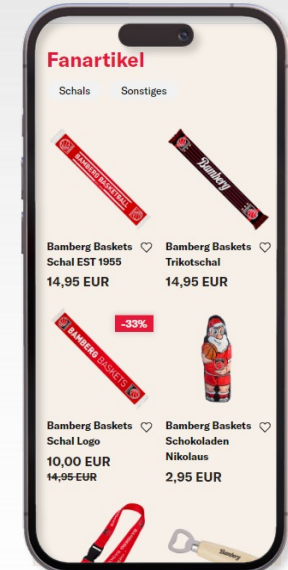 Fanartikel
Schals Sonstiges
BAMBERG BASKETBALL
Bamberg
Bamberg Baskets
Schal EST 1955
14,95 EUR
Bamberg Baskets
Trikotschal
14,95 EUR
-33%
BAMBERG BASKETS
Bamberg Baskets
Schal Logo
10,00 EUR
14,95 EUR
Bamberg Baskets
Schokoladen
Nikolaus
2,95 EUR
Bamberg